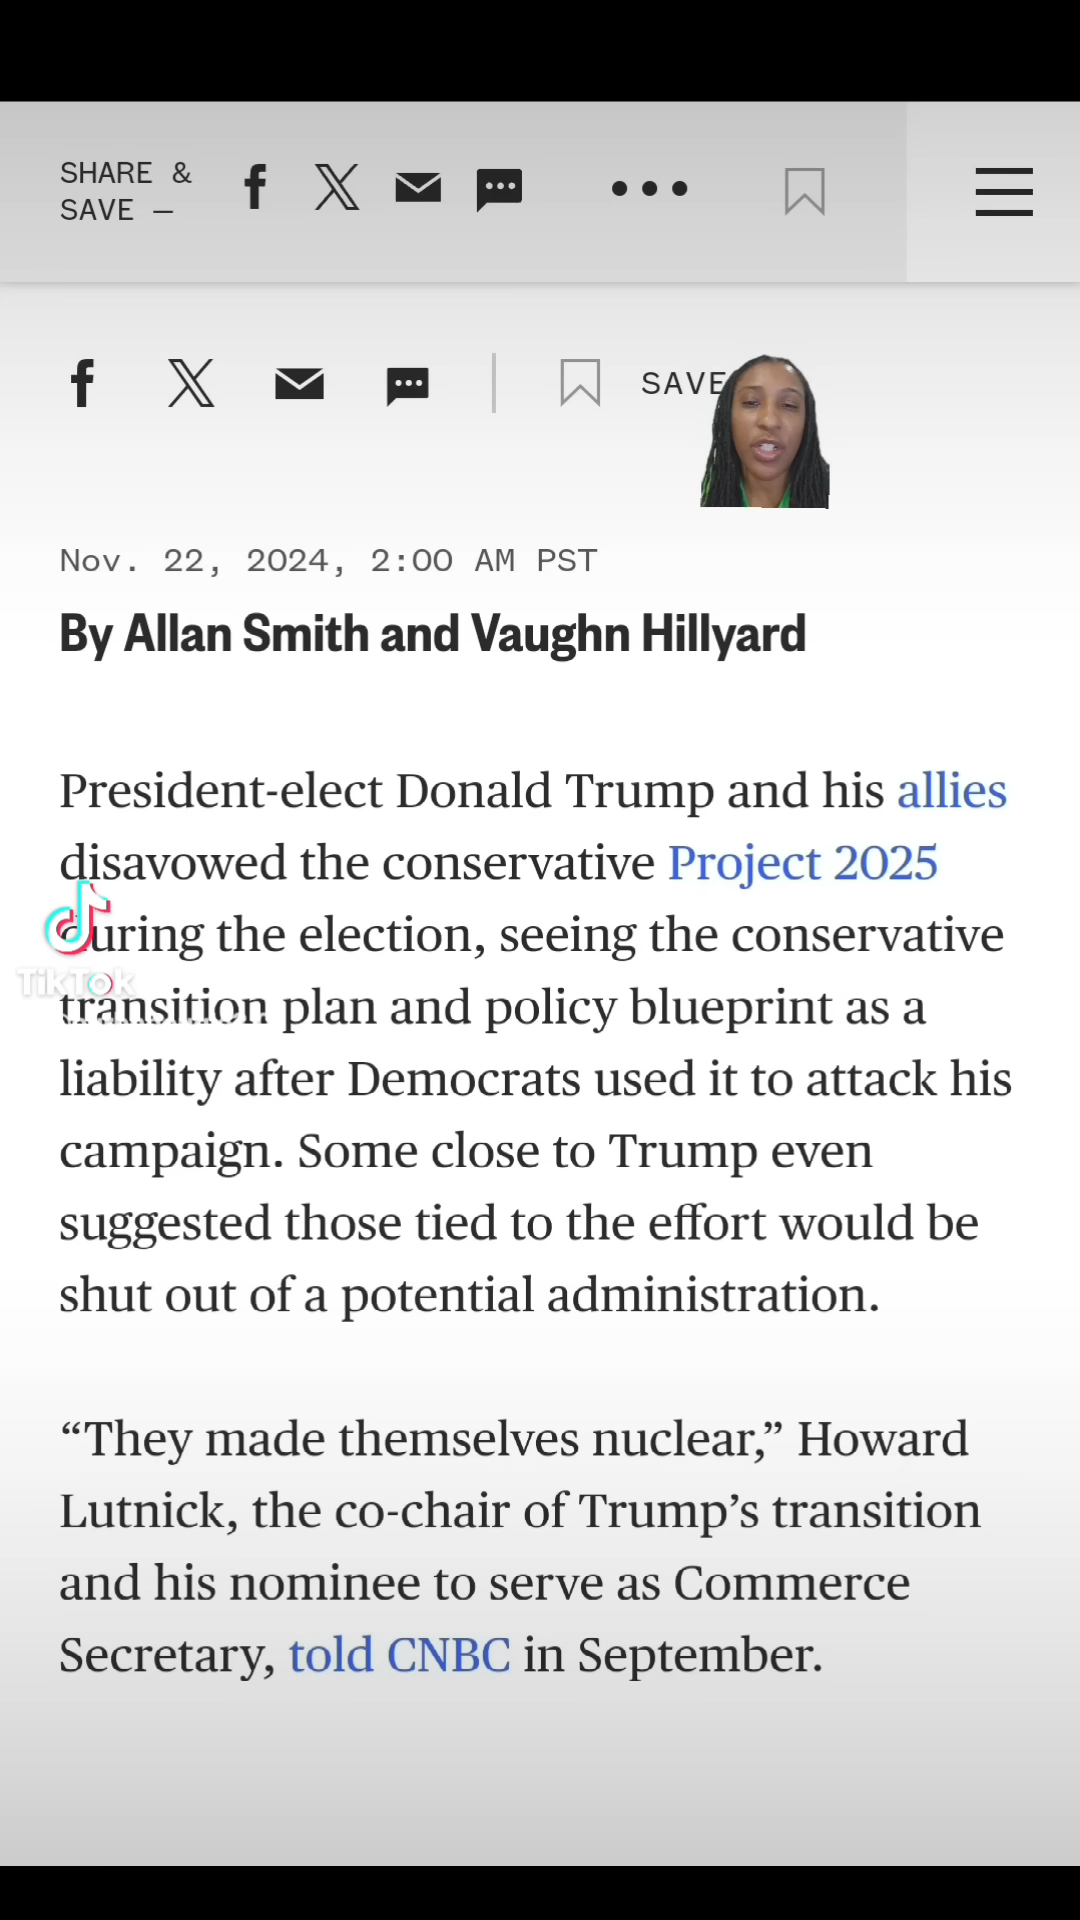 SHARE &
SAVE —
SAVE
Nov. 22, 2024, 2:00 AM PST
By Allan Smith and Vaughn Hillyard
President-elect Donald Trump and his allies
disavowed the conservative Project 2025
during the election, seeing the conservative
TikTok
transition plan and policy blueprint as a
liability after Democrats used it to attack his
campaign. Some close to Trump even
suggested those tied to the effort would be
shut out of a potential administration.
“They made themselves nuclear,” Howard
Lutnick, the co-chair of Trump’s transition
and his nominee to serve as Commerce
Secretary, told CNBC in September.